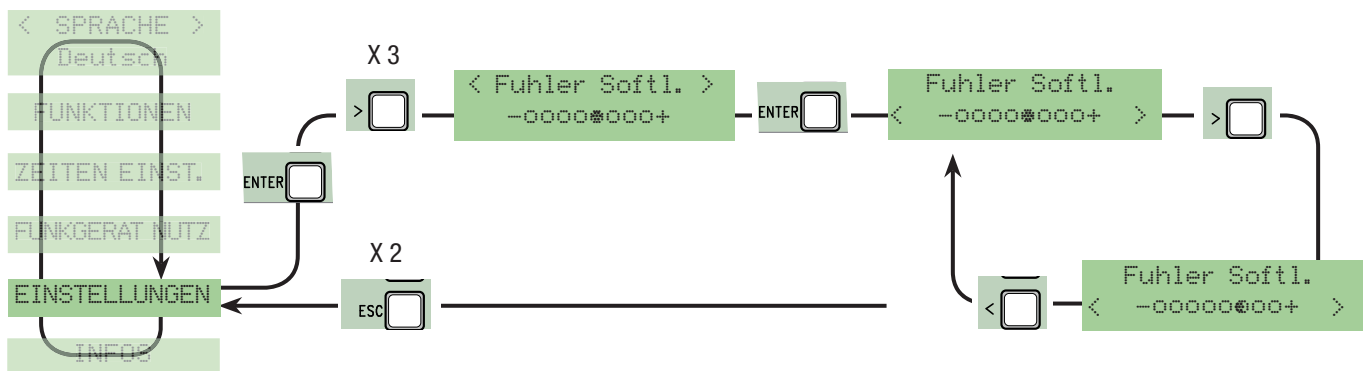 < SPRACHE >
Deutsch
FUNKTIONEN
ZEITEN EINST.
FUNKGERAT NUTZ
EINSTELLUNGEN
INFOS
ENTER
X 3
>
< Fuhler Softl. >
-oooo●ooo+
ENTER
Fuhler Softl.
< -oooo●ooo+ >
>
Fuhler Softl.
< -ooooo●oo+ >
<
X 2
ESC